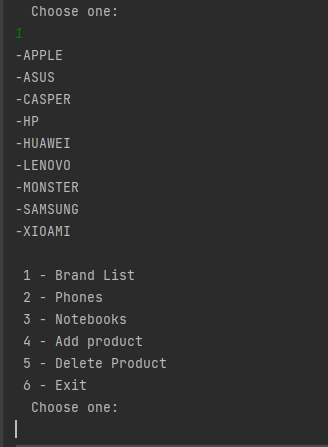 Choose one:
1
-APPLE
-ASUS
-CASPER
-HP
-HUAWEI
-LENOVO
-MONSTER
-SAMSUNG
-XIOAMI
1 - Brand List
2 - Phones
3 - Notebooks
4 - Add product
5 - Delete Product
6 - Exit
Choose one: